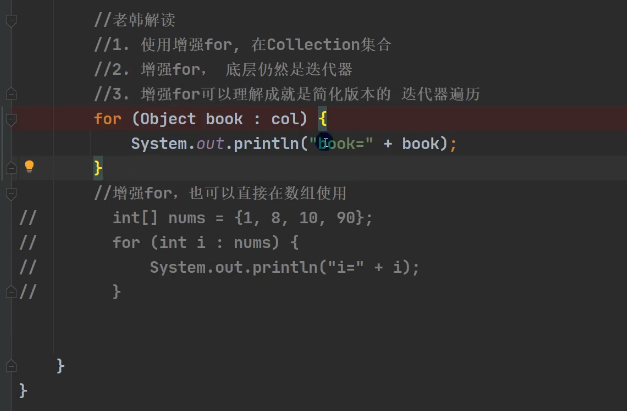 //老韩解读
//1. 使用增强for, 在Collection集合
//2. 增强for， 底层仍然是迭代器
//3. 增强for可以理解成就是简化版本的 迭代器遍历
for (Object book : col) {
System.out.println("book=" + book);
}
//增强for，也可以直接在数组使用
// int[] nums = {1, 8, 10, 90};
// for (int i : nums) {
// System.out.println("i=" + i);
// }
}
}